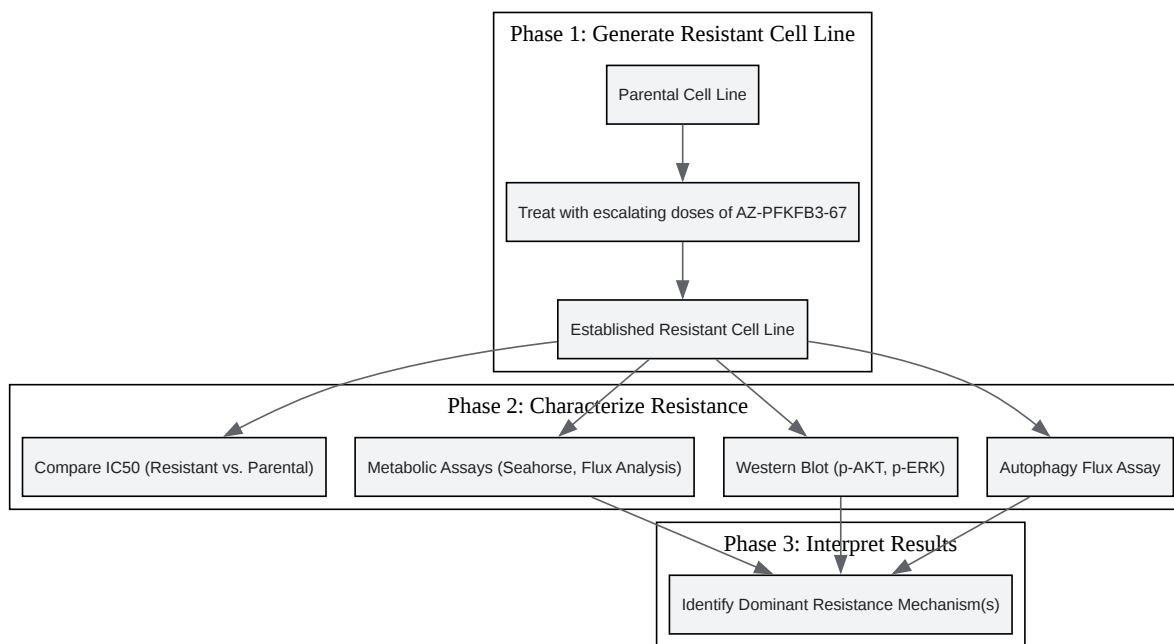 Phase 1: Generate Resistant Cell Line
Parental Cell Line
Treat with escalating doses of AZ-PFKFB3-67
Established Resistant Cell Line
Phase 2: Characterize Resistance
Compare IC50 (Resistant vs. Parental)
Metabolic Assays (Seahorse, Flux Analysis)
Western Blot (p-AKT, p-ERK)
Autophagy Flux Assay
Phase 3: Interpret Results
Identify Dominant Resistance Mechanism(s)